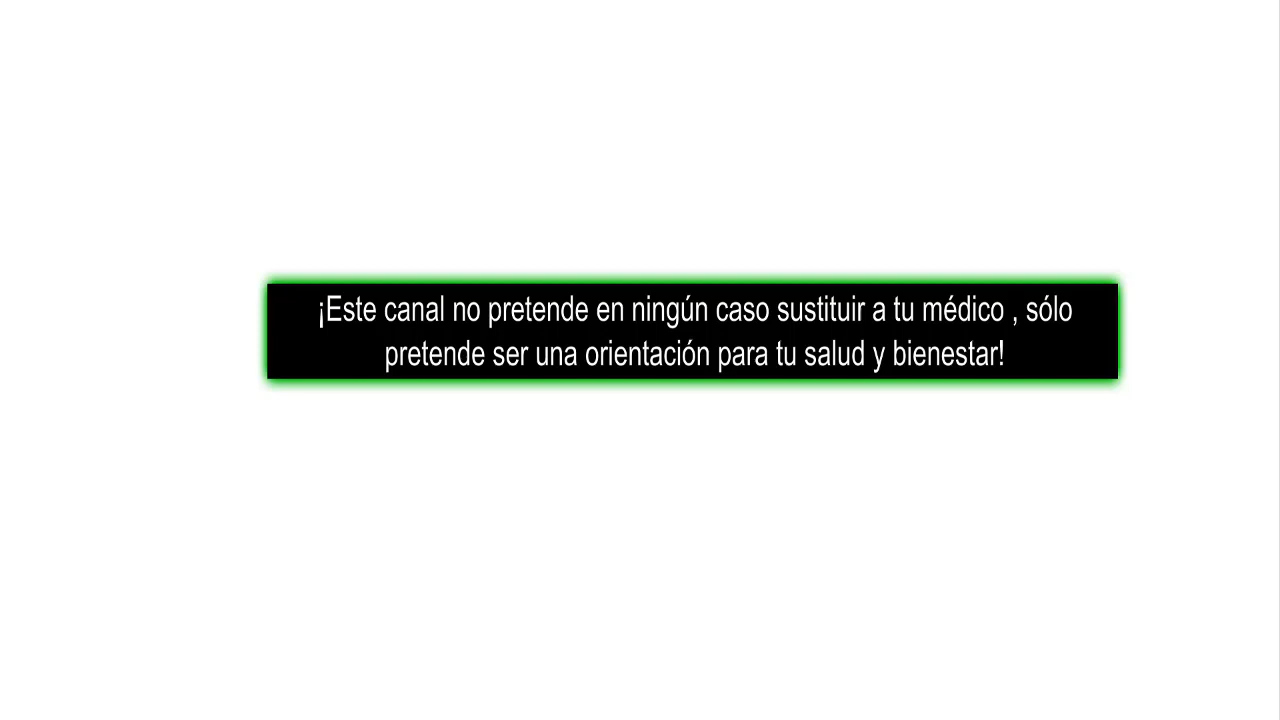 ¡Este canal no pretende en ningún caso sustituir a tu médico , sólo
pretende ser una orientación para tu salud y bienestar!